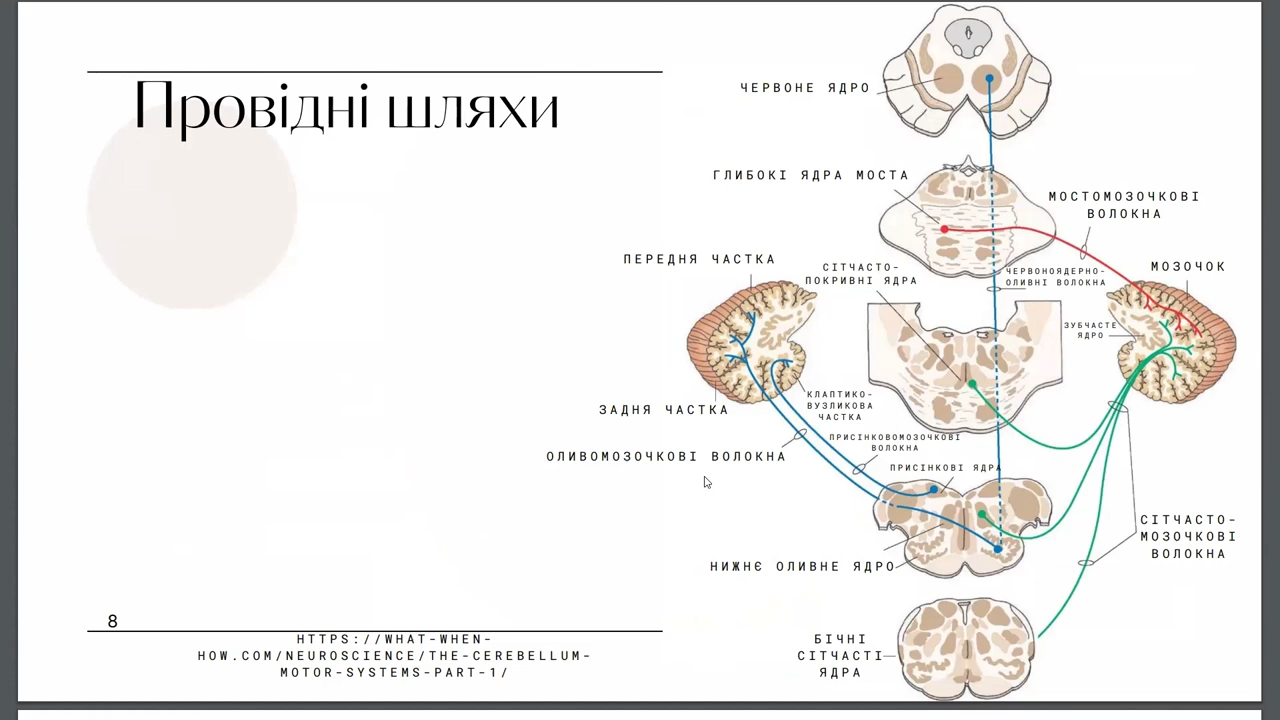 Провідні шляхи
ЧЕРВОНЕ ЯДРО
ГЛИБОКІ ЯДРА МОСТА
МОСТОМОЗОЧКОВІ
ВОЛОКНА
ПЕРЕДНЯ ЧАСТКА
СІТЧАСТО-
ПОКРИВНІ ЯДРА
ЧЕРВОНОЯДЕРНО-
ОЛИВНІ ВОЛОКНА
МОЗОЧОК
ЗУБЧАСТЕ
ЯДРО
КЛАПТИКО-
ВУЗЛИКОВА
ЧАСТКА
ЗАДНЯ ЧАСТКА
ПРИСІНКОВОМОЗОЧКОВІ
ВОЛОКНА
ОЛИВОМОЗОЧКОВІ ВОЛОКНА
ПРИСІНКОВІ ЯДРА
СІТЧАСТО-
МОЗОЧКОВІ
ВОЛОКНА
НИЖНЄ ОЛИВНЕ ЯДРО
БІЧНІ
СІТЧАСТІ
ЯДРА
8
HTTPS://WHAT-WHEN-
HOW.COM/NEUROSCIENCE/THE-CEREBELLUM-
MOTOR-SYSTEMS-PART-1/